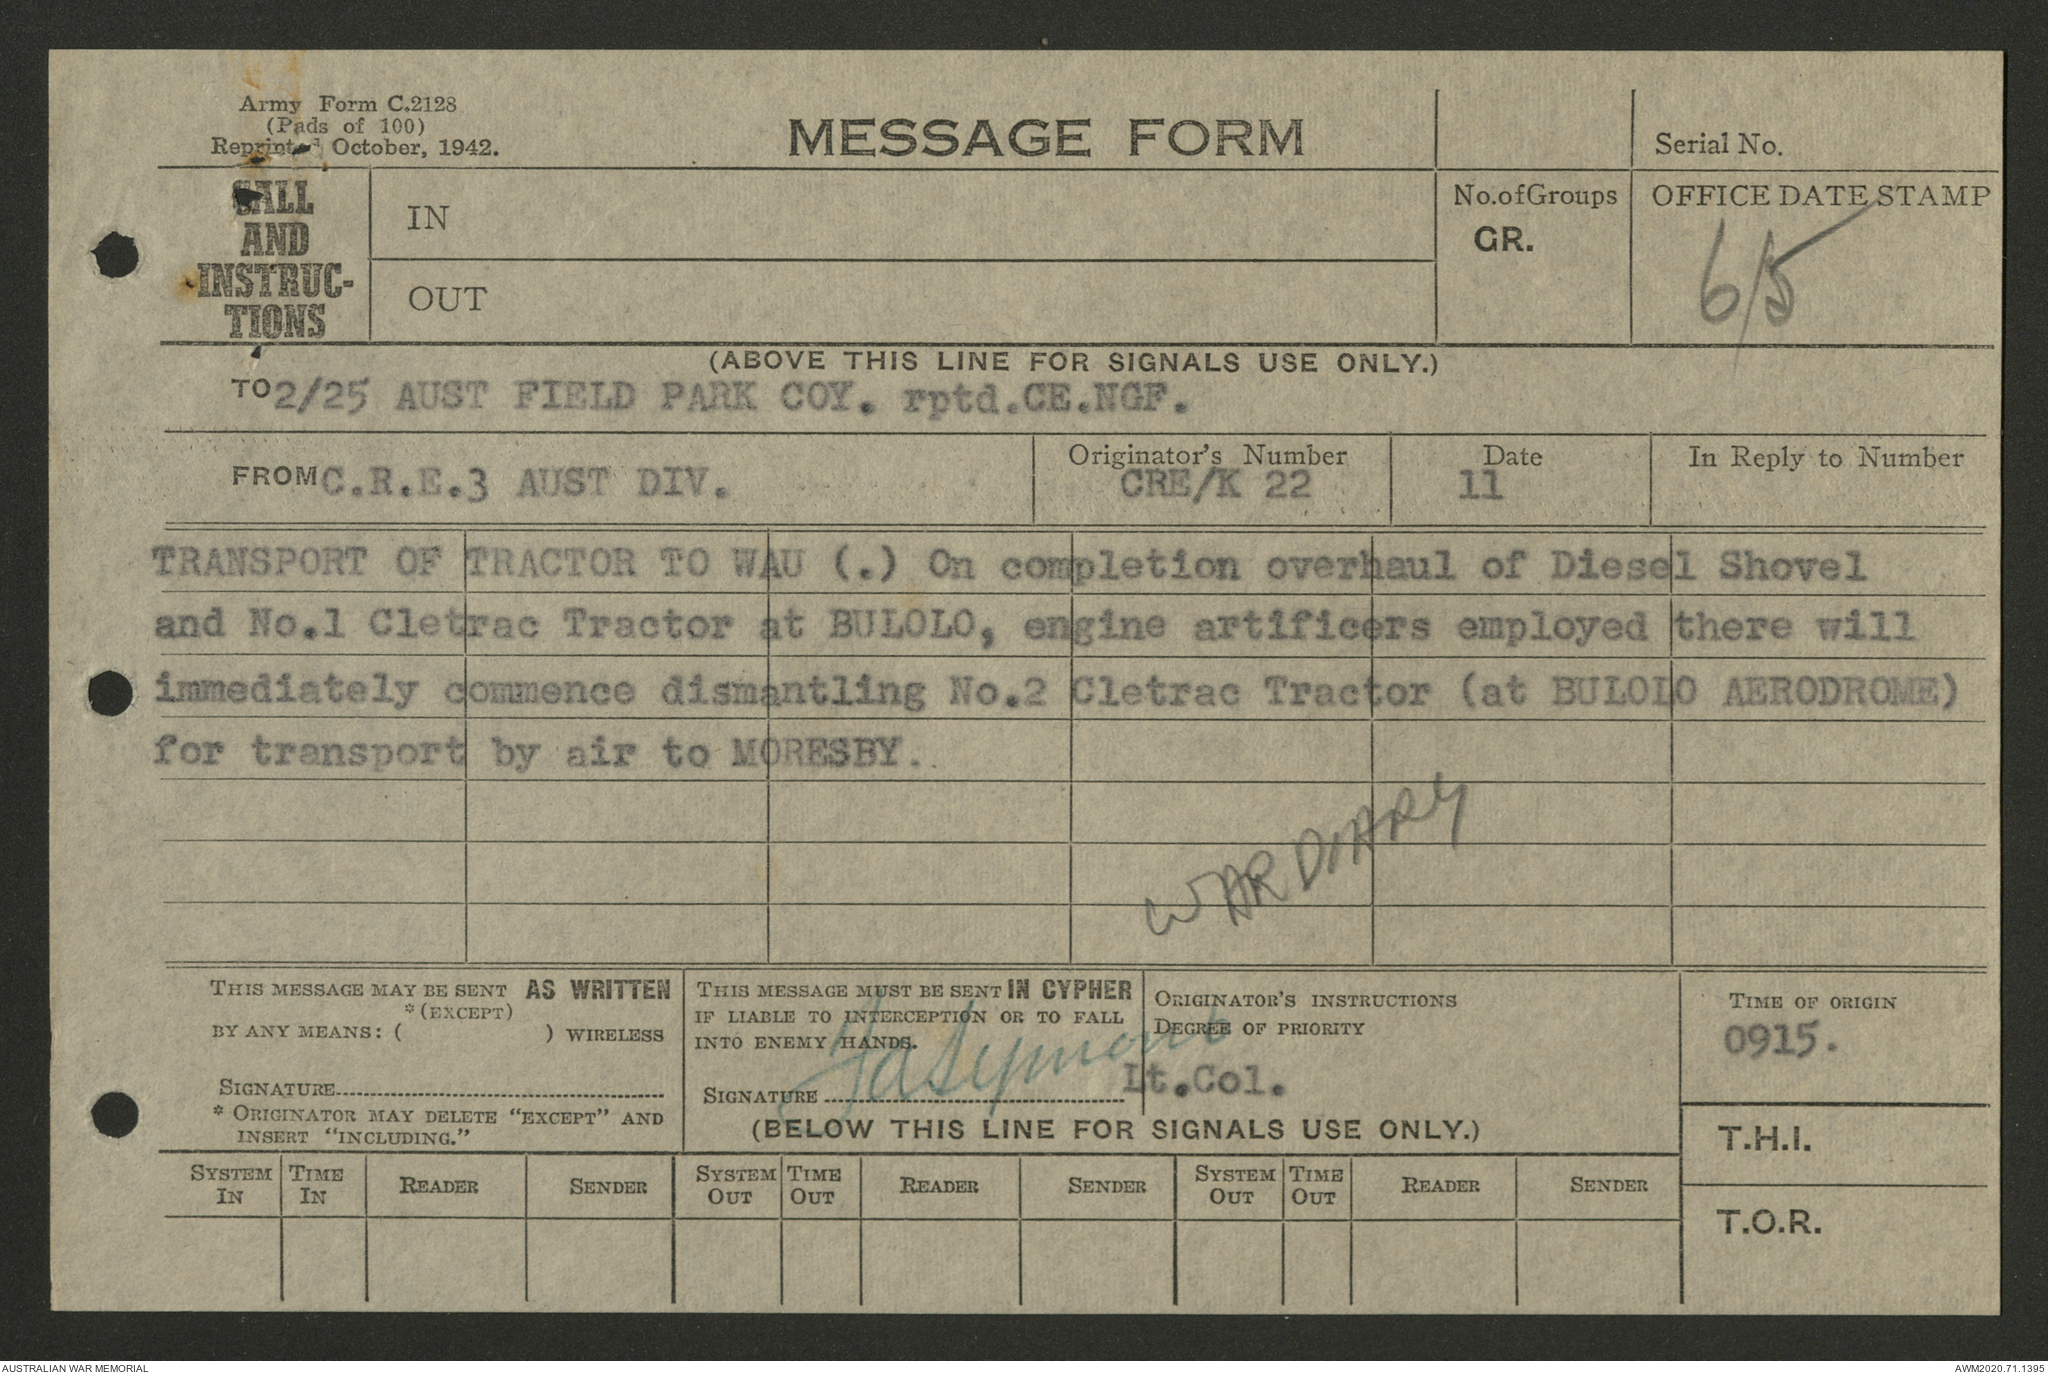 Army Form C.2128
(Pads of 100)
Reprinted October, 1942.
MESSAGE FORM
Serial No.
CALL
AND
INSTRUC-
TIONS
IN
OUT
No. of Groups
GR.
OFFICE DATE STAMP
6/5
(ABOVE THIS LINE FOR SIGNALS USE ONLY.)
TO 2/25 AUST FIELD PARK COY. rptd.CE.NGF.
FROM C.R.E.3 AUST DIV.
Originator's Number
CRE/K 22
Date
11
In Reply to Number
TRANSPORT OF TRACTOR TO WAU (.) On completion overhaul of Diesel Shovel
and No.1 Cletrac Tractor at BULOLO, engine artificers employed there will
immediately commence dismantling No.2 Cletrac Tractor (at BULOLO AERODROME)
for transport by air to MORESBY.
WAR DIARY
THIS MESSAGE MAY BE SENT AS WRITTEN
*(EXCEPT)
BY ANY MEANS: ( ) WIRELESS
SIGNATURE
* ORIGINATOR MAY DELETE "EXCEPT" AND
INSERT "INCLUDING."
THIS MESSAGE MUST BE SENT IN CYPHER
IF LIABLE TO INTERCEPTION OR TO FALL
INTO ENEMY HANDS.
SIGNATURE
Lt.Col.
ORIGINATOR'S INSTRUCTIONS
DEGREE OF PRIORITY
TIME OF ORIGIN
0915.
(BELOW THIS LINE FOR SIGNALS USE ONLY.)
T.H.I.
T.O.R.
SYSTEM IN
TIME IN
READER
SENDER
SYSTEM OUT
TIME OUT
READER
SENDER
SYSTEM OUT
TIME OUT
READER
SENDER
AUSTRALIAN WAR MEMORIAL
AWM2020.71.1395